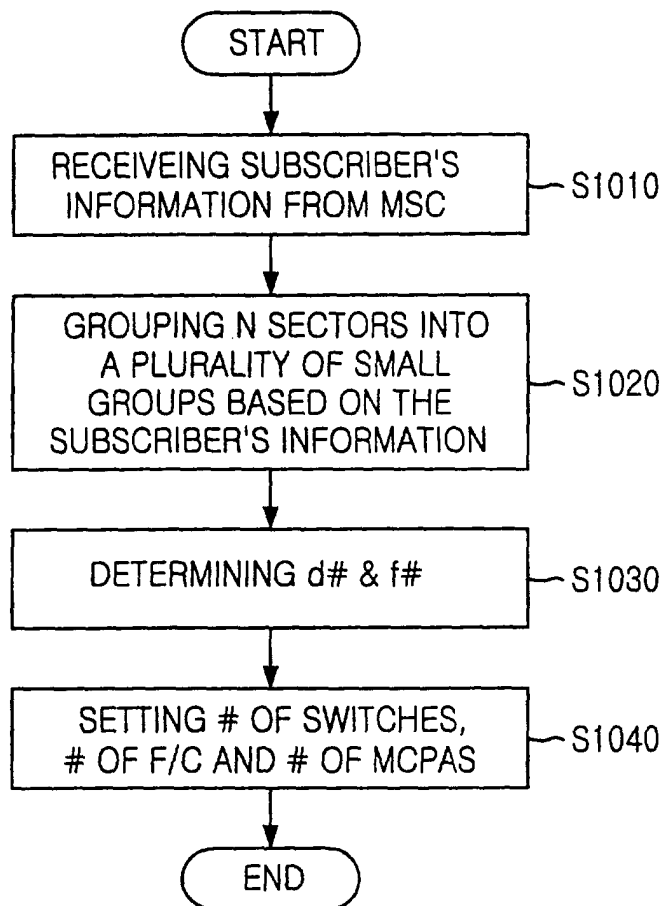 START
RECEIVEING SUBSCRIBER'S
INFORMATION FROM MSC
S1010
GROUPING N SECTORS INTO
A PLURALITY OF SMALL
GROUPS BASED ON THE
SUBSCRIBER'S INFORMATION
S1020
DETERMINING d# & f#
S1030
SETTING # OF SWITCHES,
# OF F/C AND # OF MCPAS
S1040
END